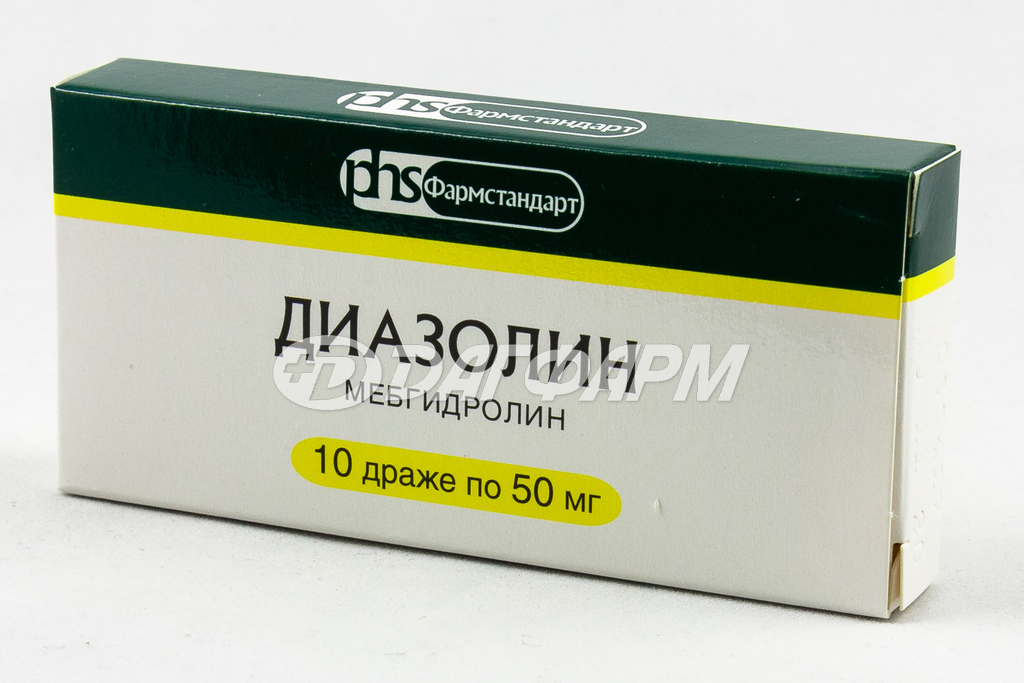 phs Фармстандарт
phs Фармстандарт
ДИАЗОЛИН
ДАГФАРМ
МЕБГИДРОЛИН
10 драже по 50 мг